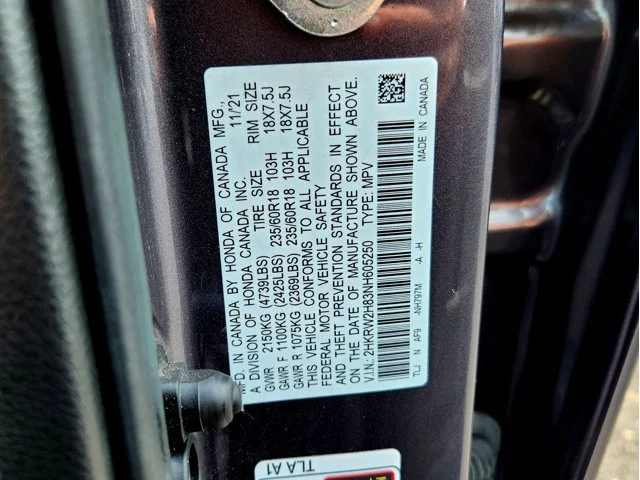 MFD. IN CANADA BY HONDA OF CANADA MFG.,
A DIVISION OF HONDA CANADA INC. 11/21
TIRE SIZE RIM SIZE
GVWR 2150KG (4739LBS)
GAWR F 1100KG (2425LBS) 235/60R18 103H 18X7.5J
GAWR R 1075KG (2369LBS) 235/60R18 103H 18X7.5J
THIS VEHICLE CONFORMS TO ALL APPLICABLE
FEDERAL MOTOR VEHICLE SAFETY
AND THEFT PREVENTION STANDARDS IN EFFECT
ON THE DATE OF MANUFACTURE SHOWN ABOVE.
V.I.N.: 2HKRW2H83NH605250 TYPE: MPV
TLJ N AF9 -NH797M -A -H
MADE IN CANADA
TLA A1